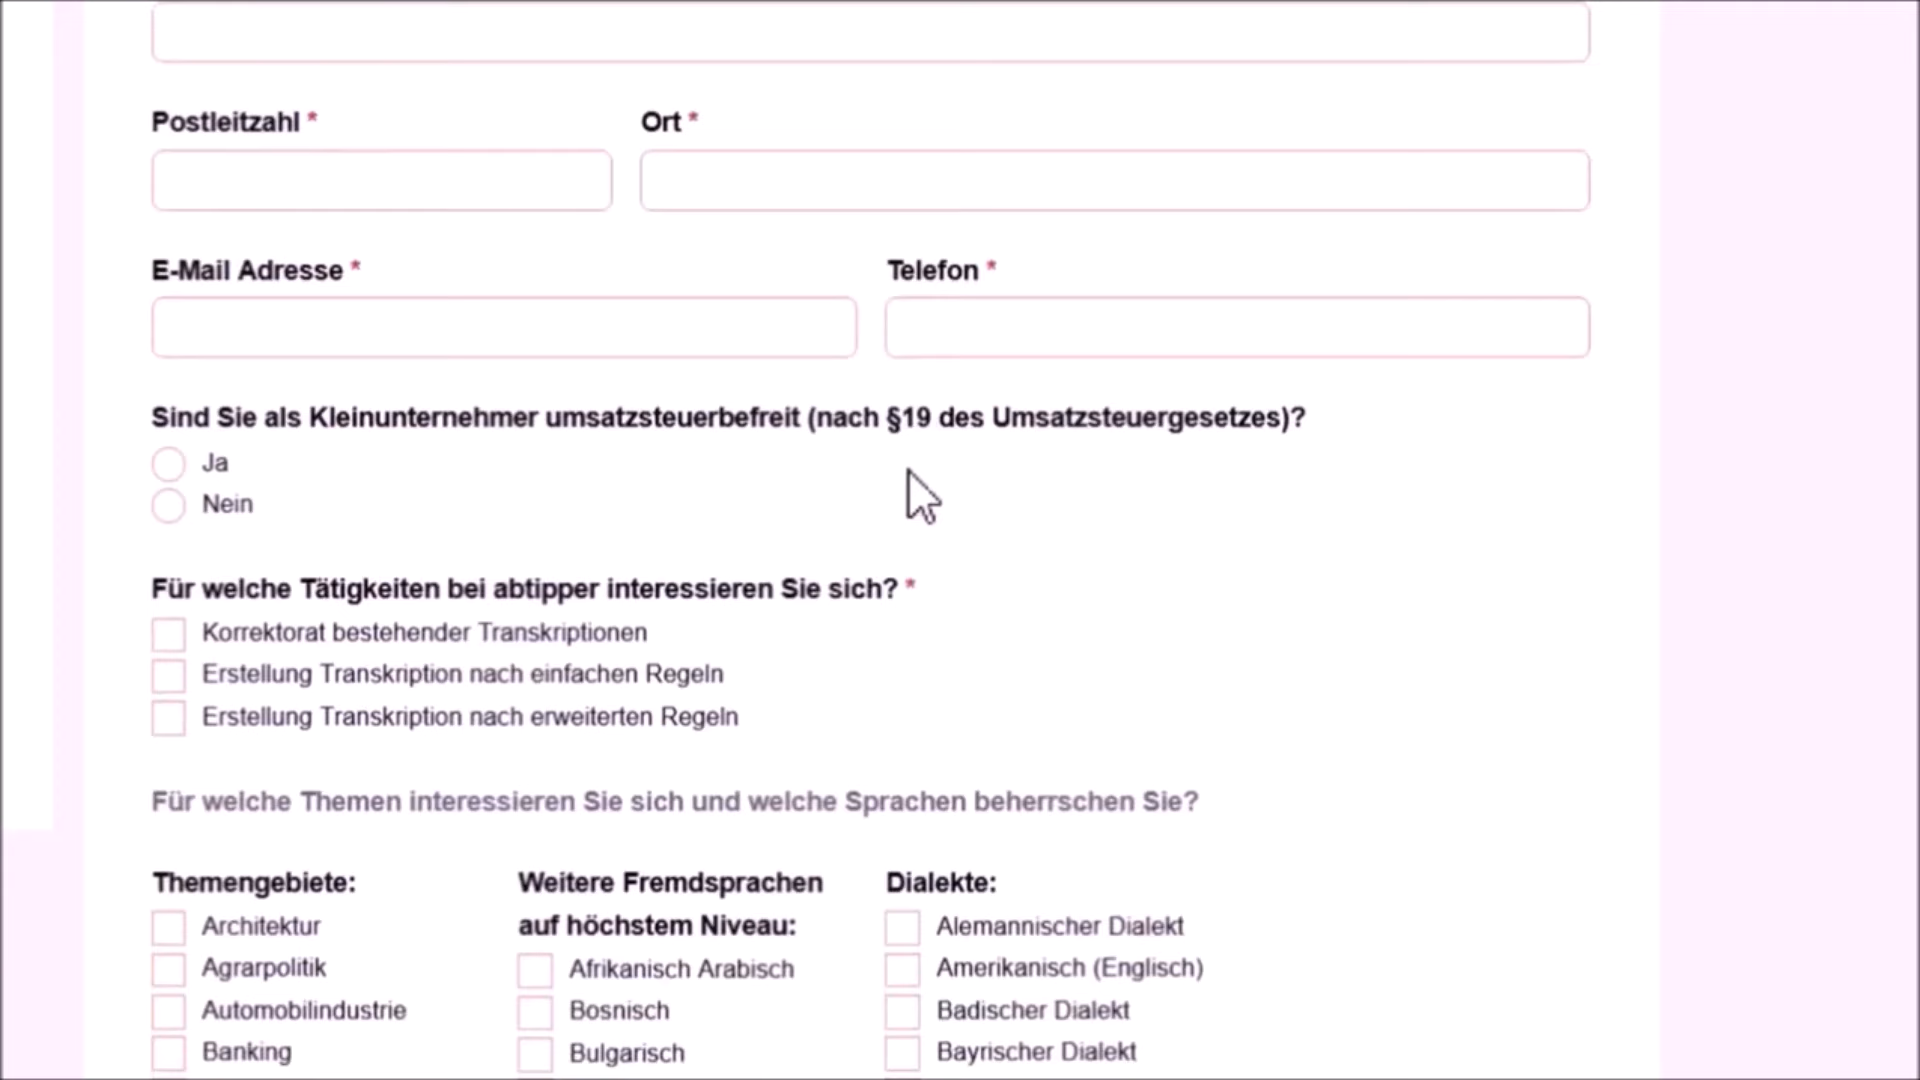 Postleitzahl * Ort *
E-Mail Adresse * Telefon *
Sind Sie als Kleinunternehmer umsatzsteuerbefreit (nach §19 des Umsatzsteuergesetzes)?
Ja
Nein
Für welche Tätigkeiten bei abtipper interessieren Sie sich? *
Korrektorat bestehender Transkriptionen
Erstellung Transkription nach einfachen Regeln
Erstellung Transkription nach erweiterten Regeln
Für welche Themen interessieren Sie sich und welche Sprachen beherrschen Sie?
Themengebiete:
Architektur
Agrarpolitik
Automobilindustrie
Banking
Weitere Fremdsprachen
auf höchstem Niveau:
Afrikanisch Arabisch
Bosnisch
Bulgarisch
Dialekte:
Alemannischer Dialekt
Amerikanisch (Englisch)
Badischer Dialekt
Bayrischer Dialekt